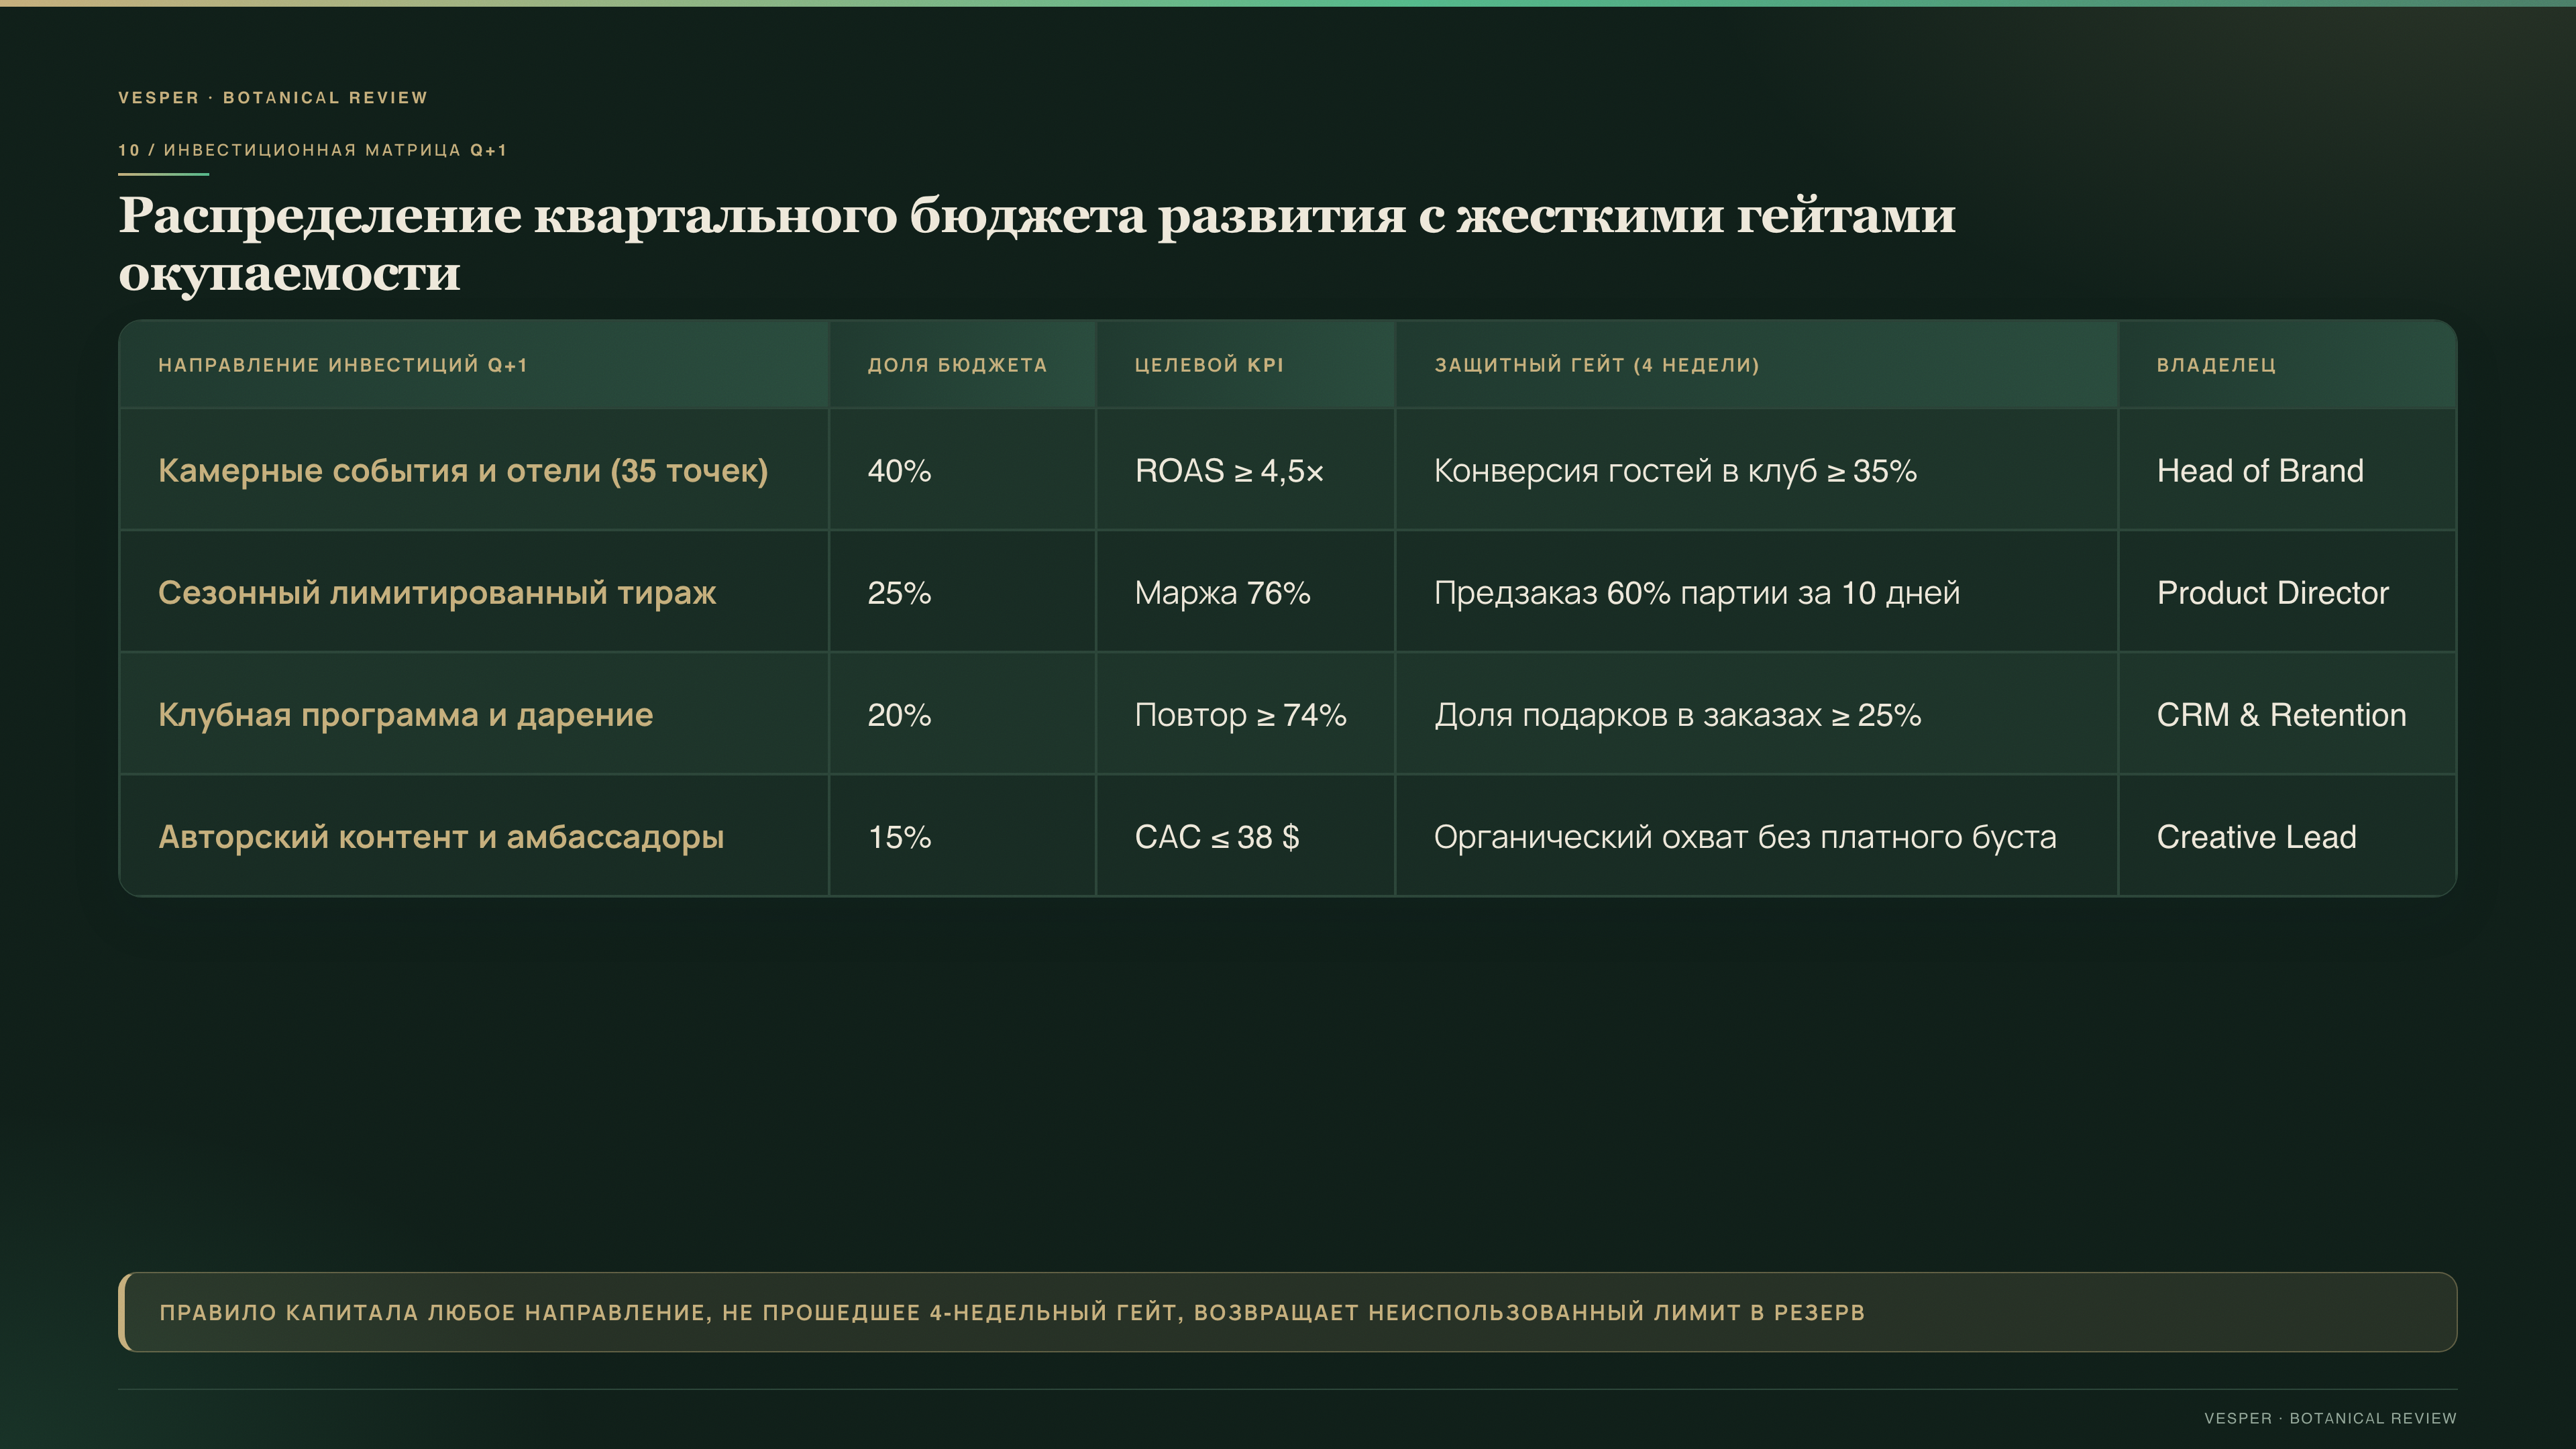 VESPER · BOTANICAL REVIEW
10 / ИНВЕСТИЦИОННАЯ МАТРИЦА Q+1
Распределение квартального бюджета развития с жесткими гейтами
окупаемости
НАПРАВЛЕНИЕ ИНВЕСТИЦИЙ Q+1 ДОЛЯ БЮДЖЕТА ЦЕЛЕВОЙ KPI ЗАЩИТНЫЙ ГЕЙТ (4 НЕДЕЛИ) ВЛАДЕЛЕЦ
Камерные события и отели (35 точек) 40% ROAS ≥ 4,5× Конверсия гостей в клуб ≥ 35% Head of Brand
Сезонный лимитированный тираж 25% Маржа 76% Предзаказ 60% партии за 10 дней Product Director
Клубная программа и дарение 20% Повтор ≥ 74% Доля подарков в заказах ≥ 25% CRM & Retention
Авторский контент и амбассадоры 15% CAC ≤ 38 $ Органический охват без платного буста Creative Lead
ПРАВИЛО КАПИТАЛА ЛЮБОЕ НАПРАВЛЕНИЕ, НЕ ПРОШЕДШЕЕ 4-НЕДЕЛЬНЫЙ ГЕЙТ, ВОЗВРАЩАЕТ НЕИСПОЛЬЗОВАННЫЙ ЛИМИТ В РЕЗЕРВ
VESPER · BOTANICAL REVIEW